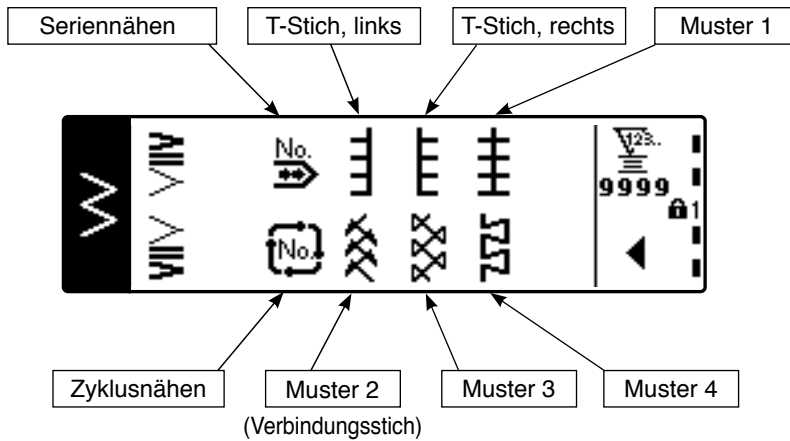 Seriennähen
T-Stich, links
T-Stich, rechts
Muster 1
No.
123..
9999
1
No.
Zyklusnähen
Muster 2
(Verbindungsstich)
Muster 3
Muster 4